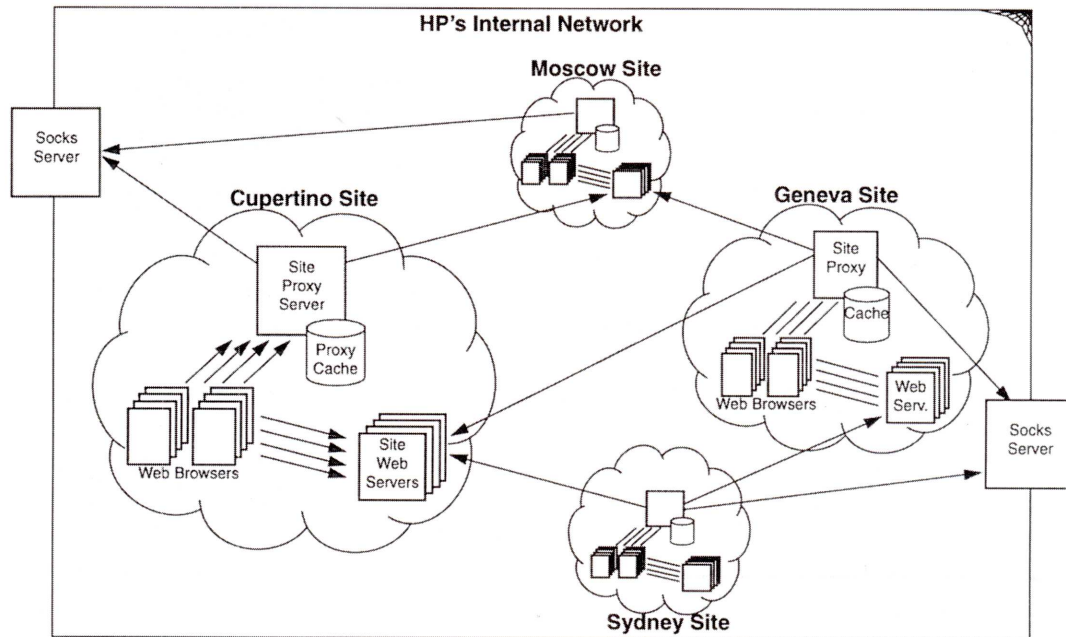 HP's Internal Network
Moscow Site
Socks
Server
Cupertino Site
Geneva Site
Site
Proxy
Server
Site
Proxy
Proxy
Cache
Cache
Web Browsers
Web
Serv.
Web Browsers
Site
Web
Servers
Socks
Server
Sydney Site